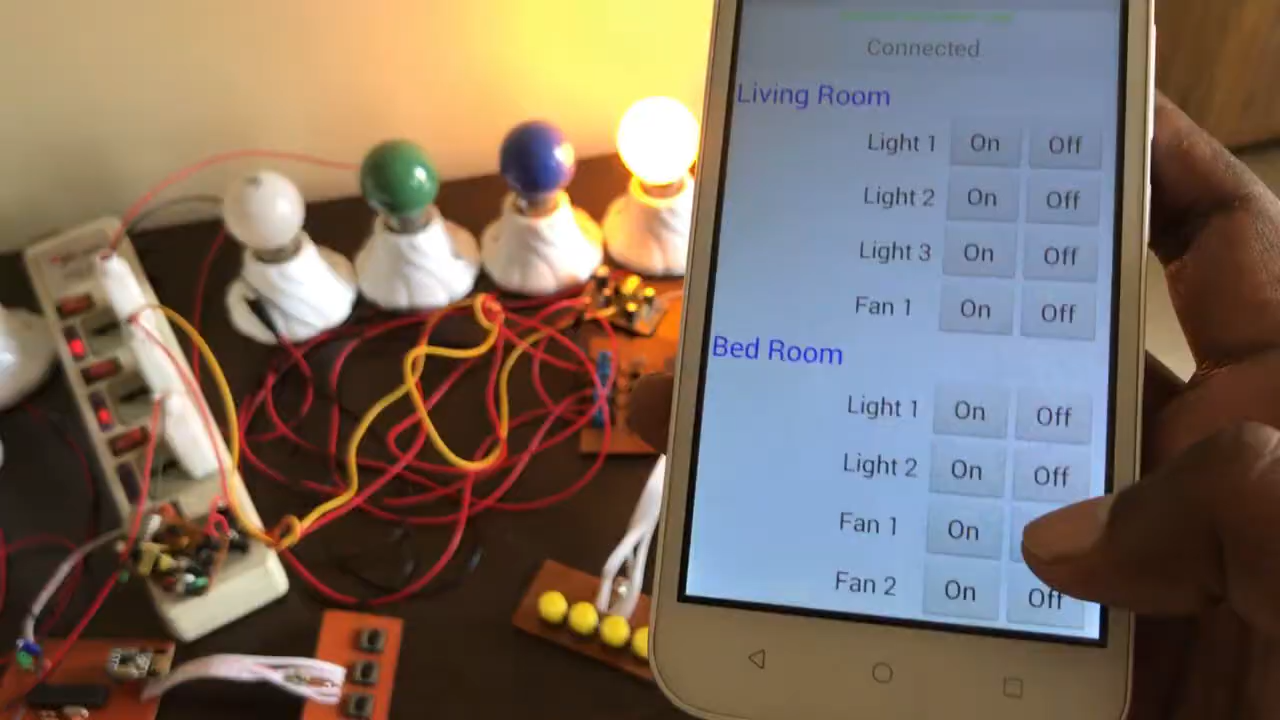 Connected
Living Room
Light 1 On Off
Light 2 On Off
Light 3 On Off
Fan 1 On Off
Bed Room
Light 1 On Off
Light 2 On Off
Fan 1 On
Fan 2 On Off